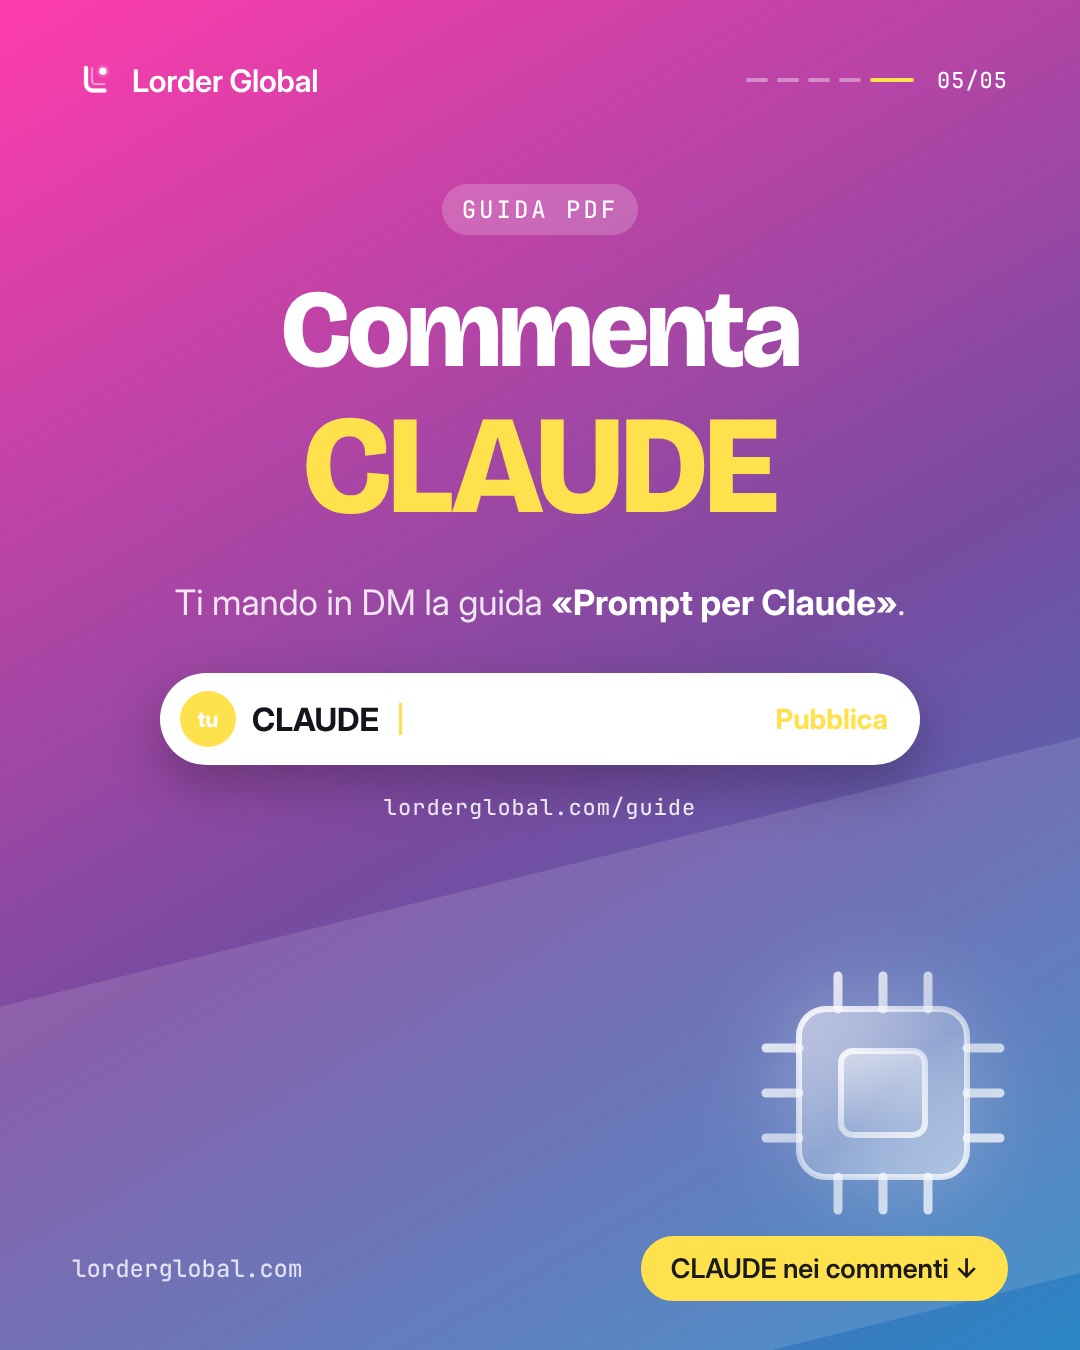 Lorder Global
05/05
GUIDA PDF
Commenta
CLAUDE
Ti mando in DM la guida «Prompt per Claude».
tu CLAUDE Pubblica
lorderglobal.com/guide
lorderglobal.com
CLAUDE nei commenti ↓